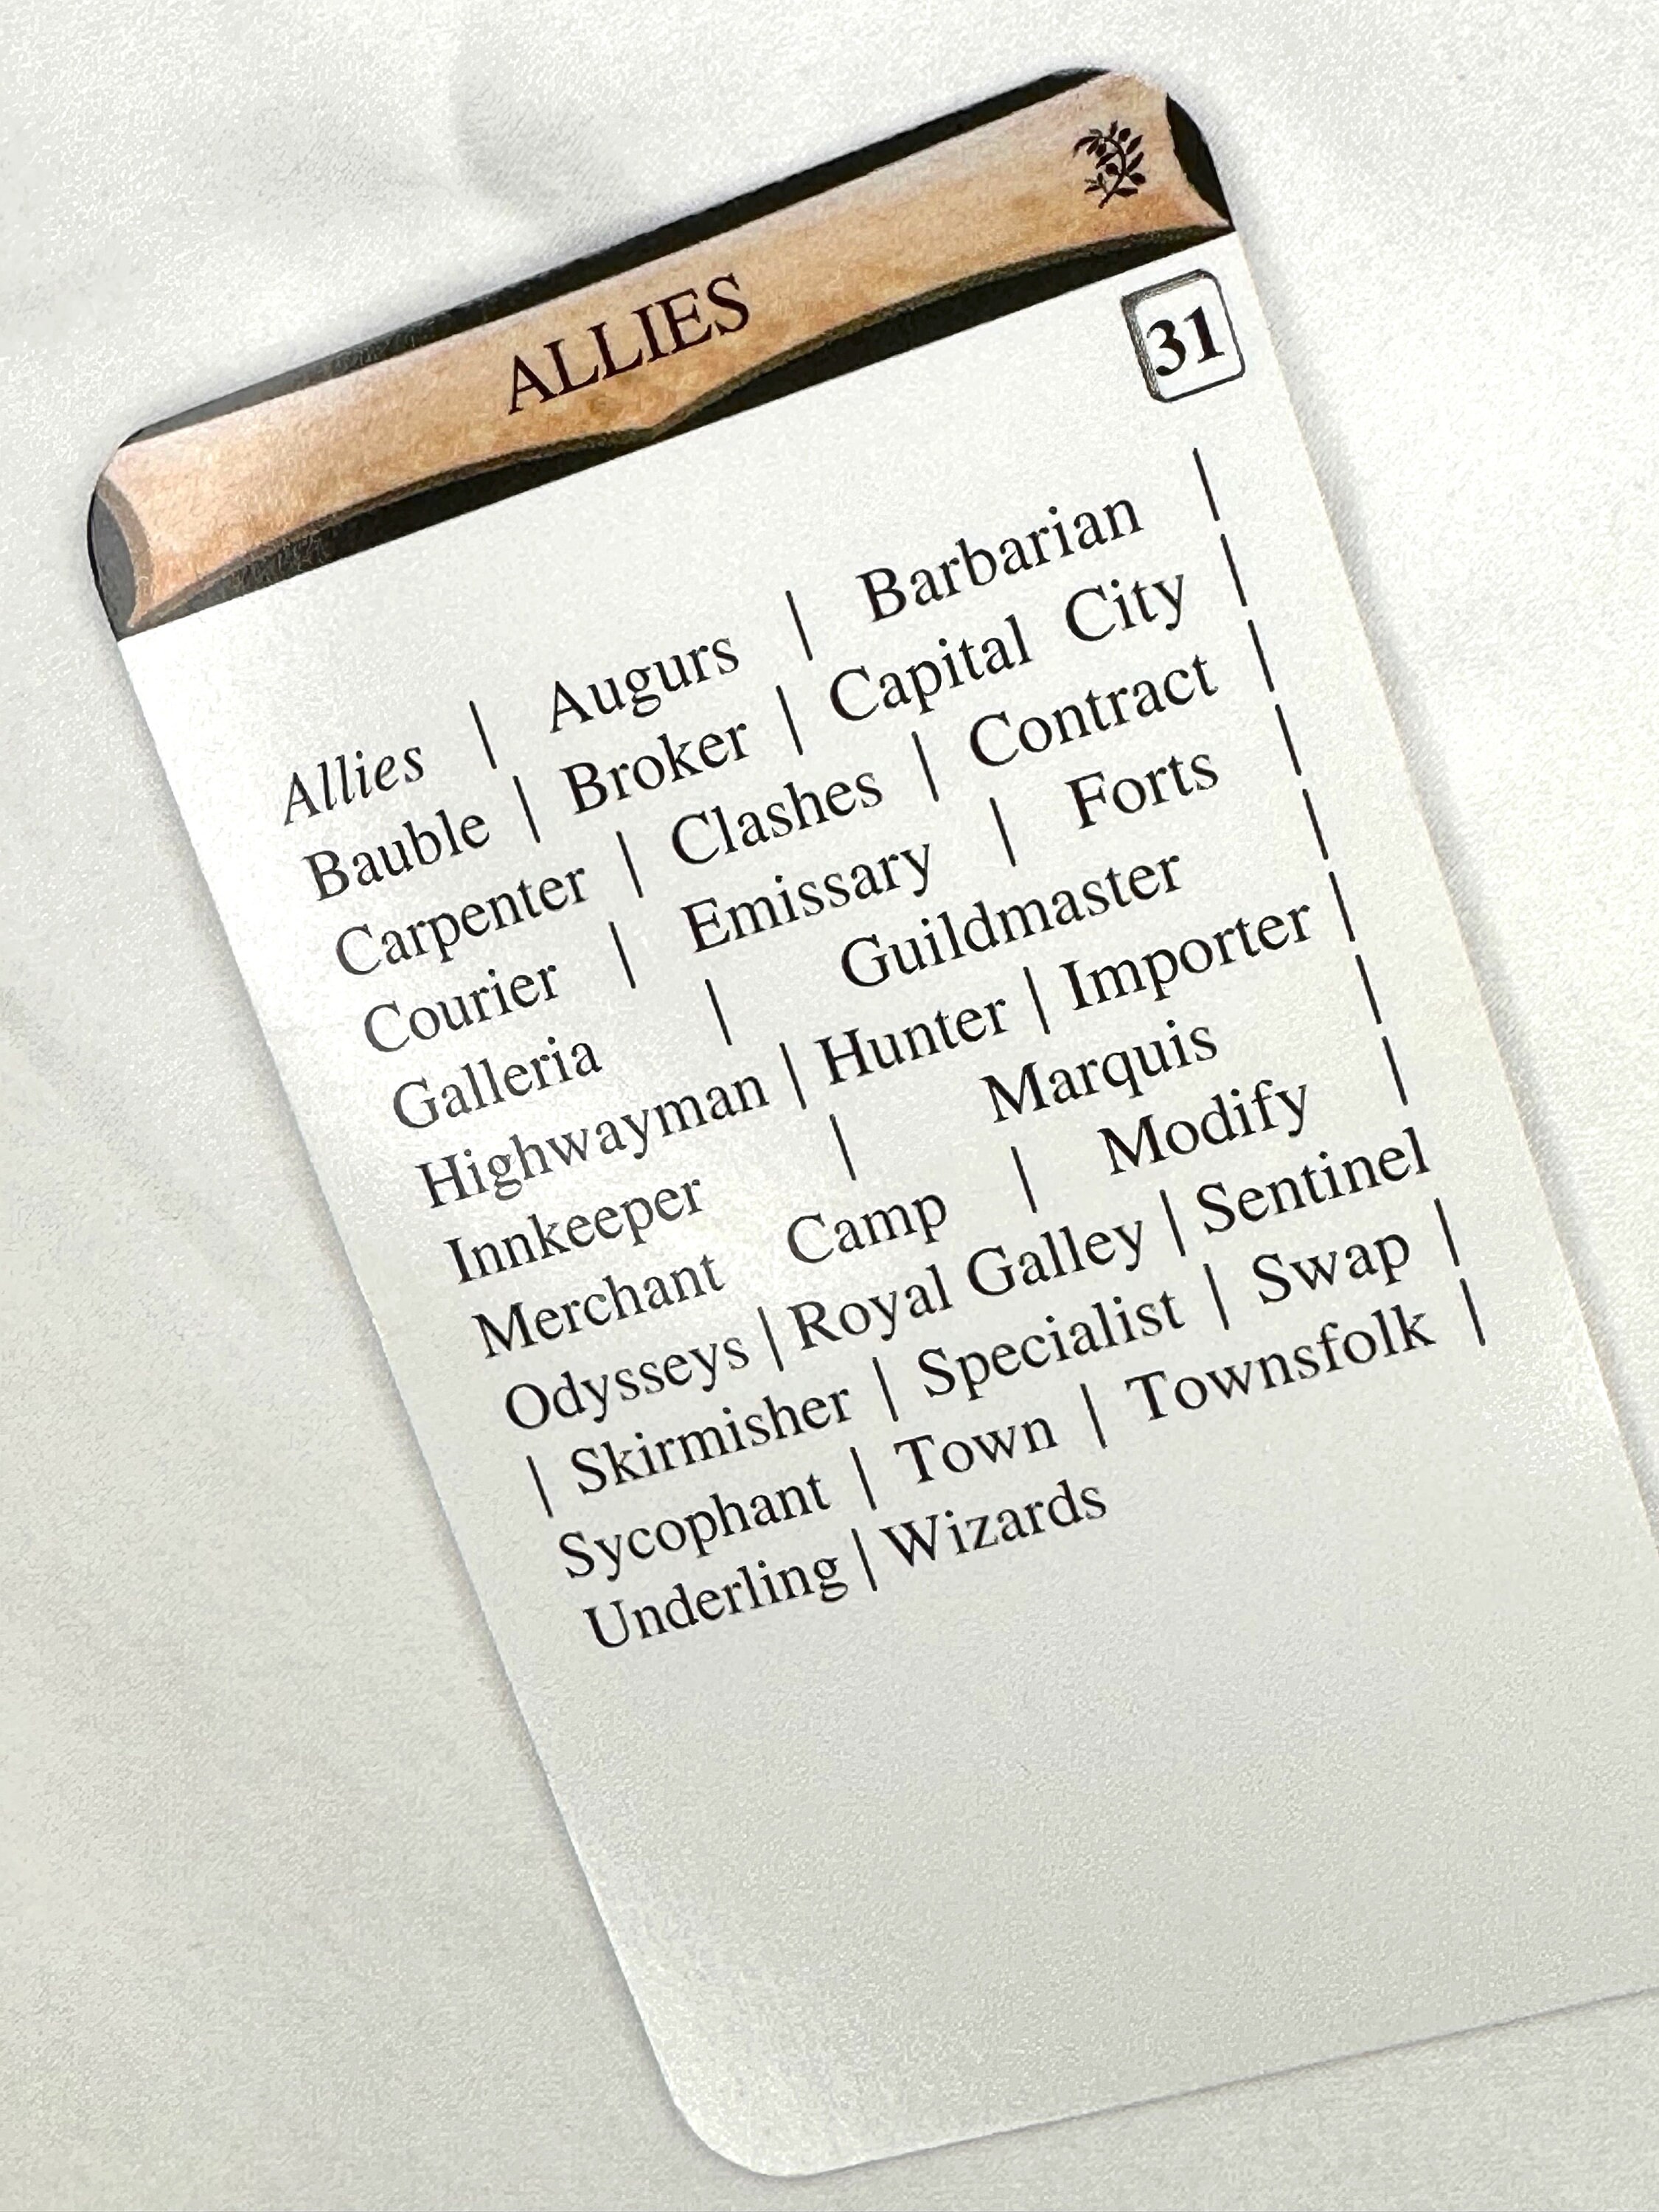 ALLIES
31
Allies | Augurs | Barbarian |
Bauble | Broker | Capital City |
Carpenter | Clashes | Contract |
Courier | Emissary | Forts |
Galleria | Guildmaster |
Highwayman | Hunter | Importer |
Innkeeper | Marquis |
Merchant Camp | Modify |
Odysseys | Royal Galley | Sentinel
| Skirmisher | Specialist | Swap |
Sycophant | Town | Townsfolk |
Underling | Wizards